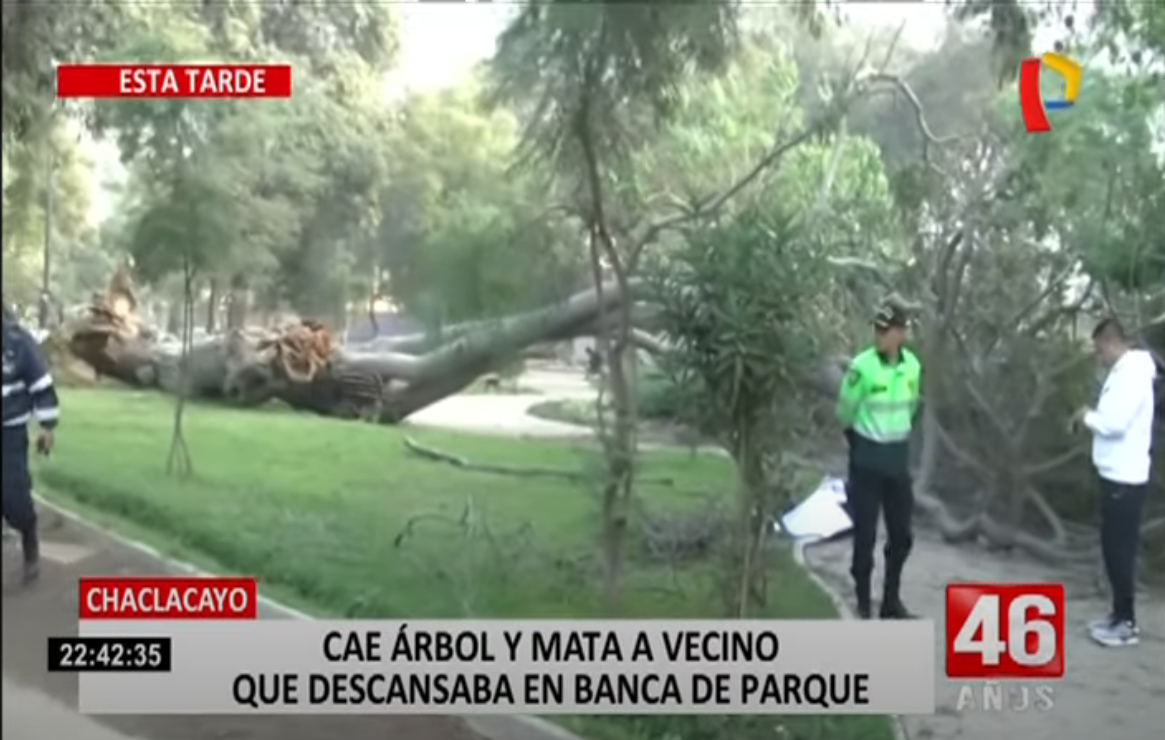 ESTA TARDE
CHACLACAYO
22:42:35
CAE ÁRBOL Y MATA A VECINO
QUE DESCANSABA EN BANCA DE PARQUE
46
AÑOS